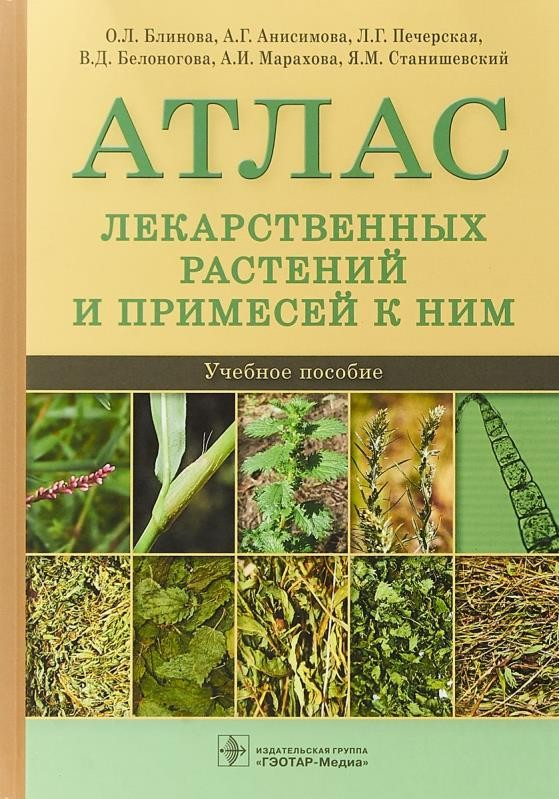 О.Л. Блинова, А.Г. Анисимова, Л.Г. Печерская,
В.Д. Белоногова, А.И. Марахова, Я.М. Станишевский
АТЛАС
ЛЕКАРСТВЕННЫХ
РАСТЕНИЙ
И ПРИМЕСЕЙ К НИМ
Учебное пособие
ИЗДАТЕЛЬСКАЯ ГРУППА
«ГЭОТАР-Медиа»